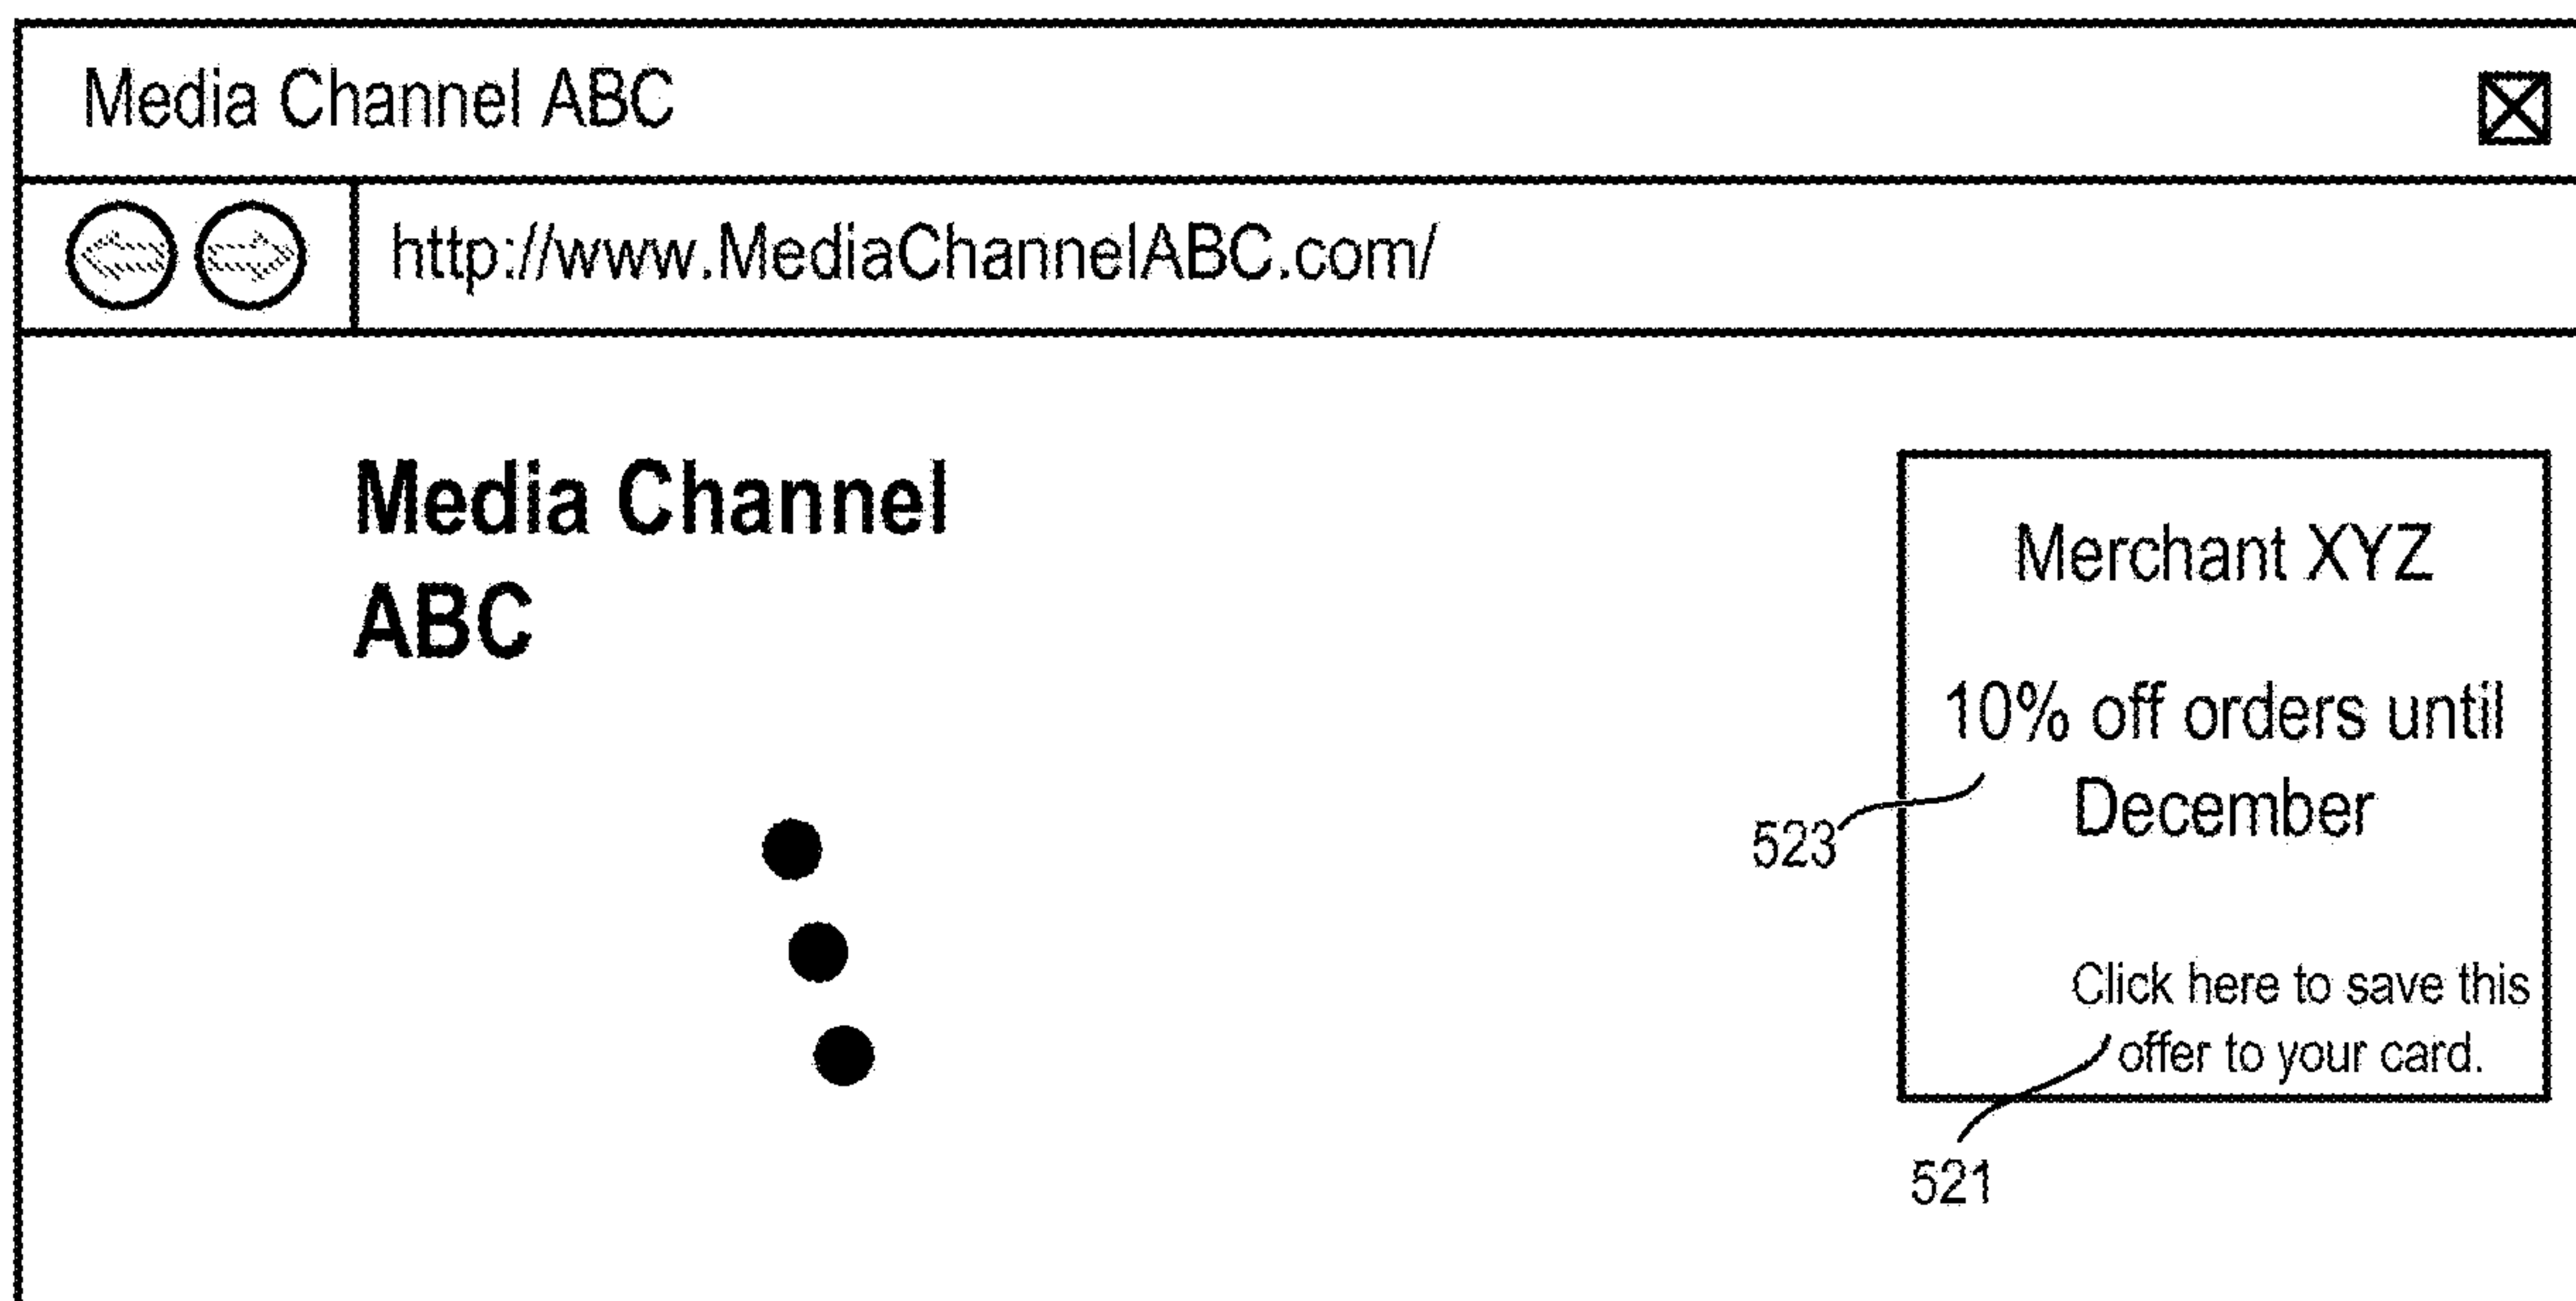 Media Channel ABC
http://www.MediaChannelABC.com/
Media Channel
ABC
Merchant XYZ
10% off orders until
December
523
Click here to save this
offer to your card.
521